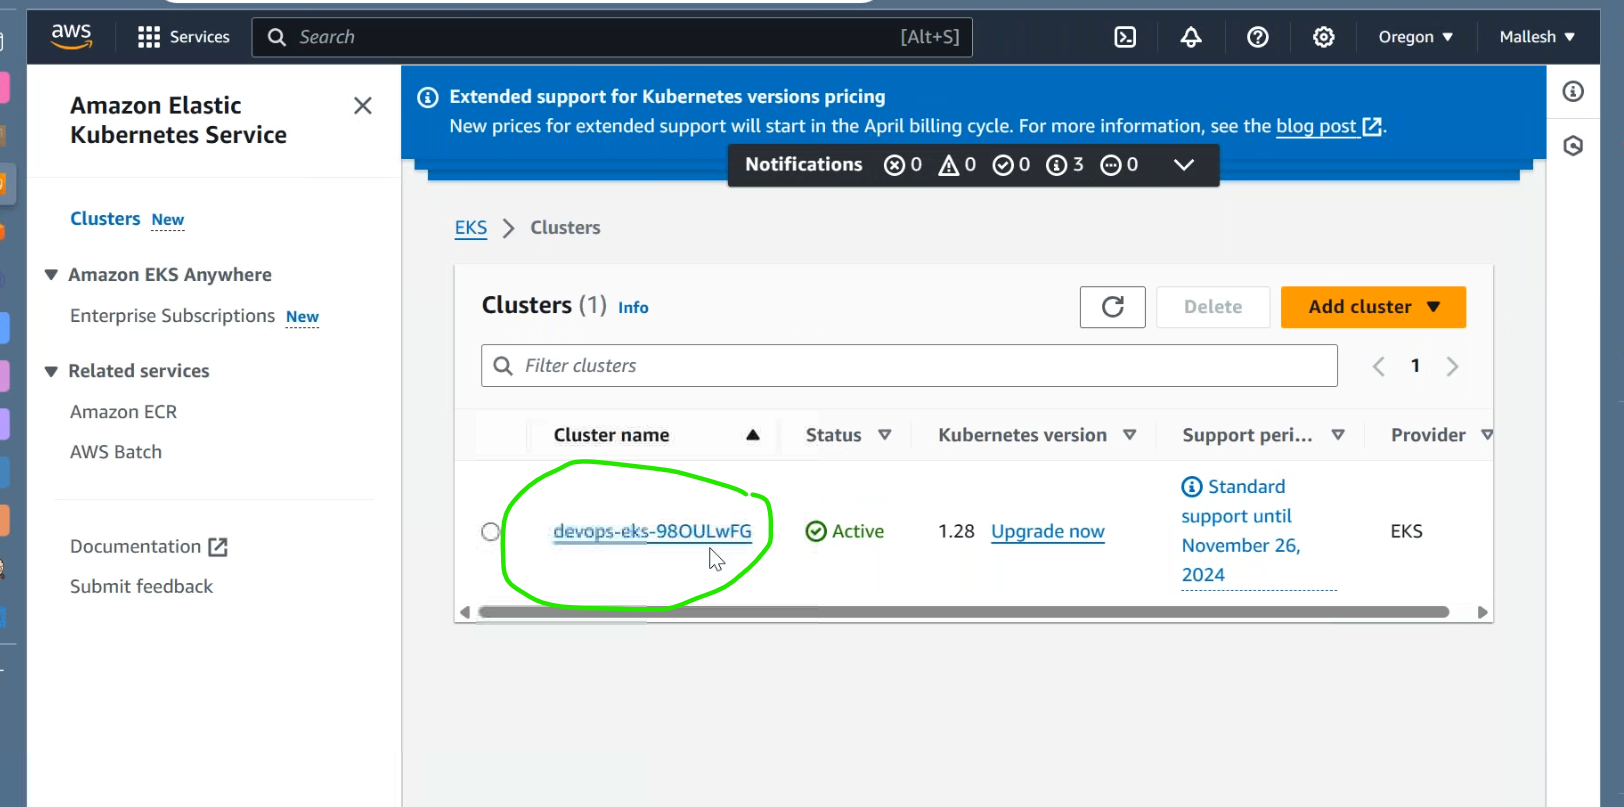 aws
Services
Search
[Alt+S]
Oregon
Mallesh
Amazon Elastic
Kubernetes Service
Clusters New
Amazon EKS Anywhere
Enterprise Subscriptions New
Related services
Amazon ECR
AWS Batch
Documentation
Submit feedback
Extended support for Kubernetes versions pricing
New prices for extended support will start in the April billing cycle. For more information, see the blog post.
Notifications 0 0 0 3 0
EKS > Clusters
Clusters (1) Info
Delete
Add cluster
Filter clusters
1
Cluster name Status Kubernetes version Support peri... Provider
devops-eks-98OULwFG Active 1.28 Upgrade now
Standard
support until
November 26,
2024
EKS